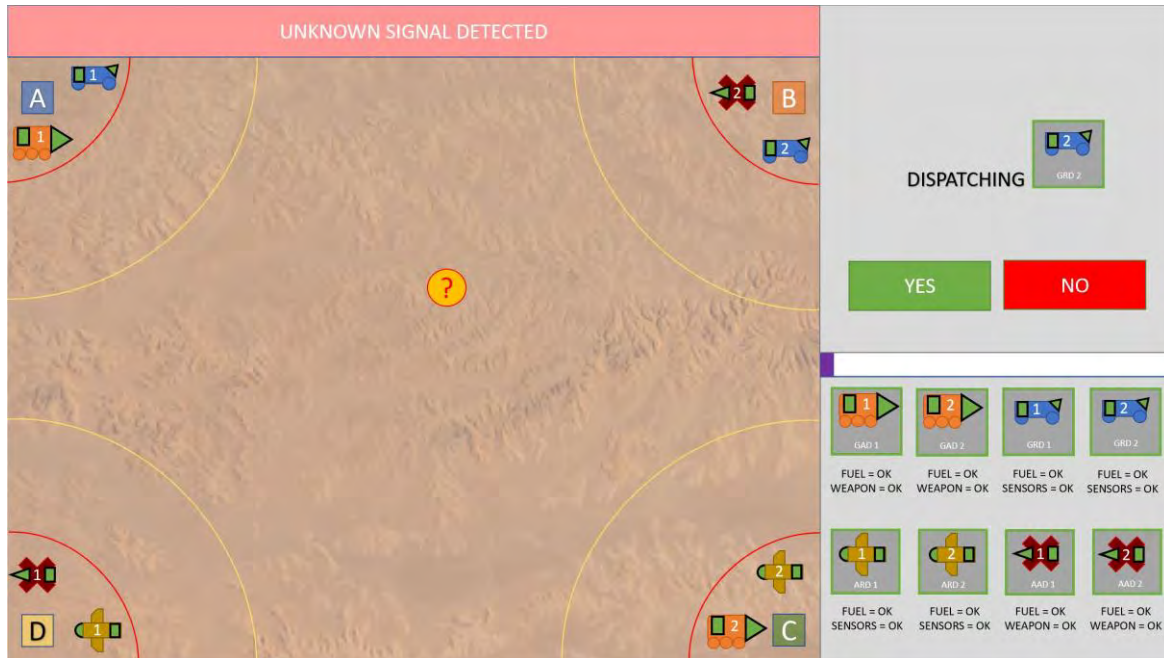 UNKNOWN SIGNAL DETECTED
A
1
1
2
B
2
?
1
D
1
2
2
C
DISPATCHING
2
GRD 2
YES
NO
1
2
1
2
GAD 1
GAD 2
GRD 1
GRD 2
FUEL = OK
FUEL = OK
FUEL = OK
FUEL = OK
WEAPON = OK
WEAPON = OK
SENSORS = OK
SENSORS = OK
1
2
1
2
ARD 1
ARD 2
AAD 1
AAD 2
FUEL = OK
FUEL = OK
FUEL = OK
FUEL = OK
SENSORS = OK
SENSORS = OK
WEAPON = OK
WEAPON = OK